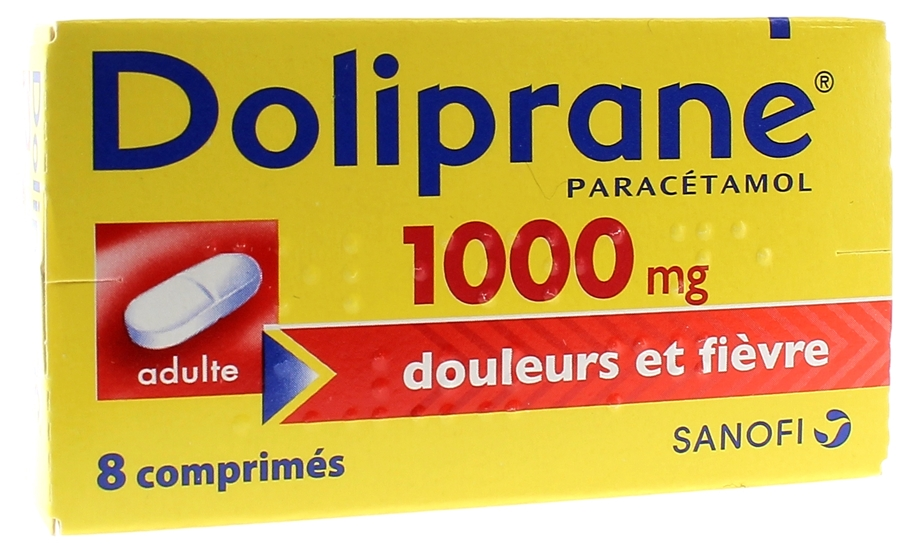 Doliprane®
PARACÉTAMOL
1000 mg
adulte
douleurs et fièvre
SANOFI
8 comprimés